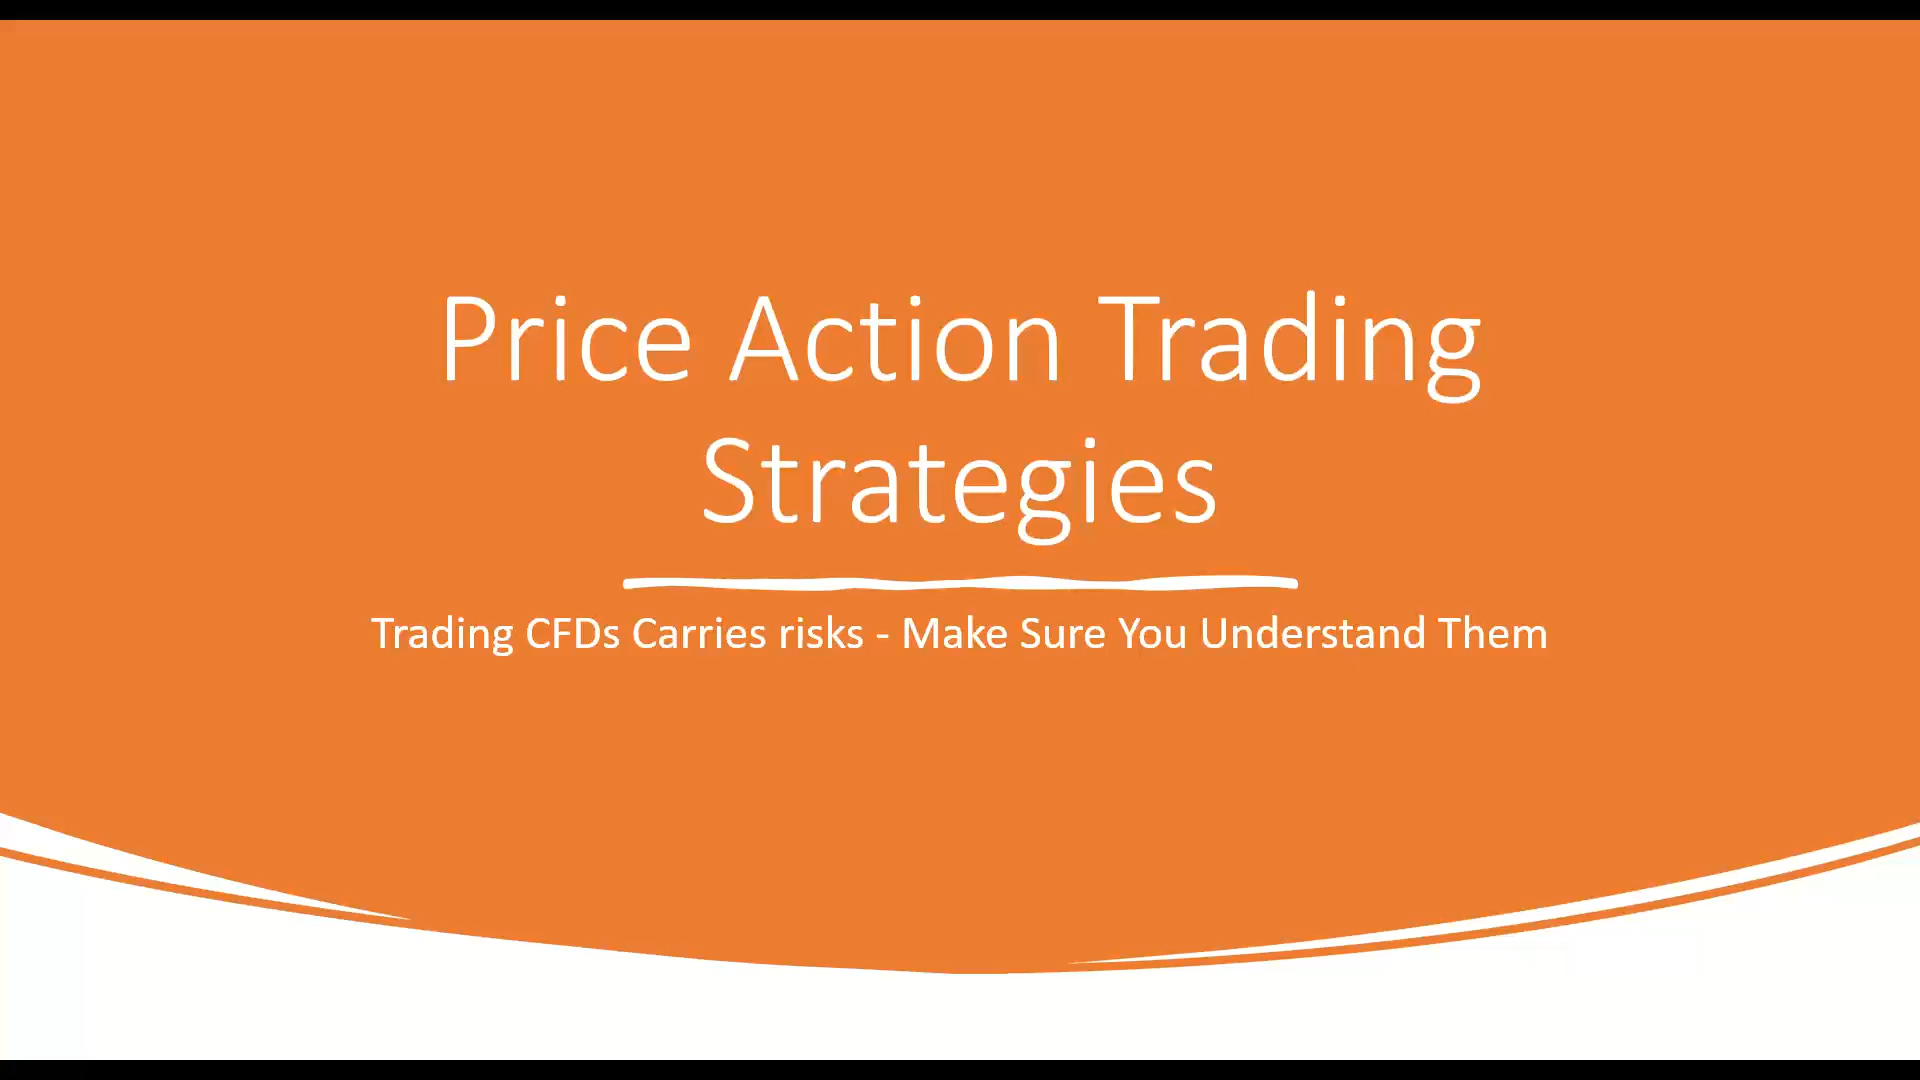 Price Action Trading
Strategies
Trading CFDs Carries risks - Make Sure You Understand Them